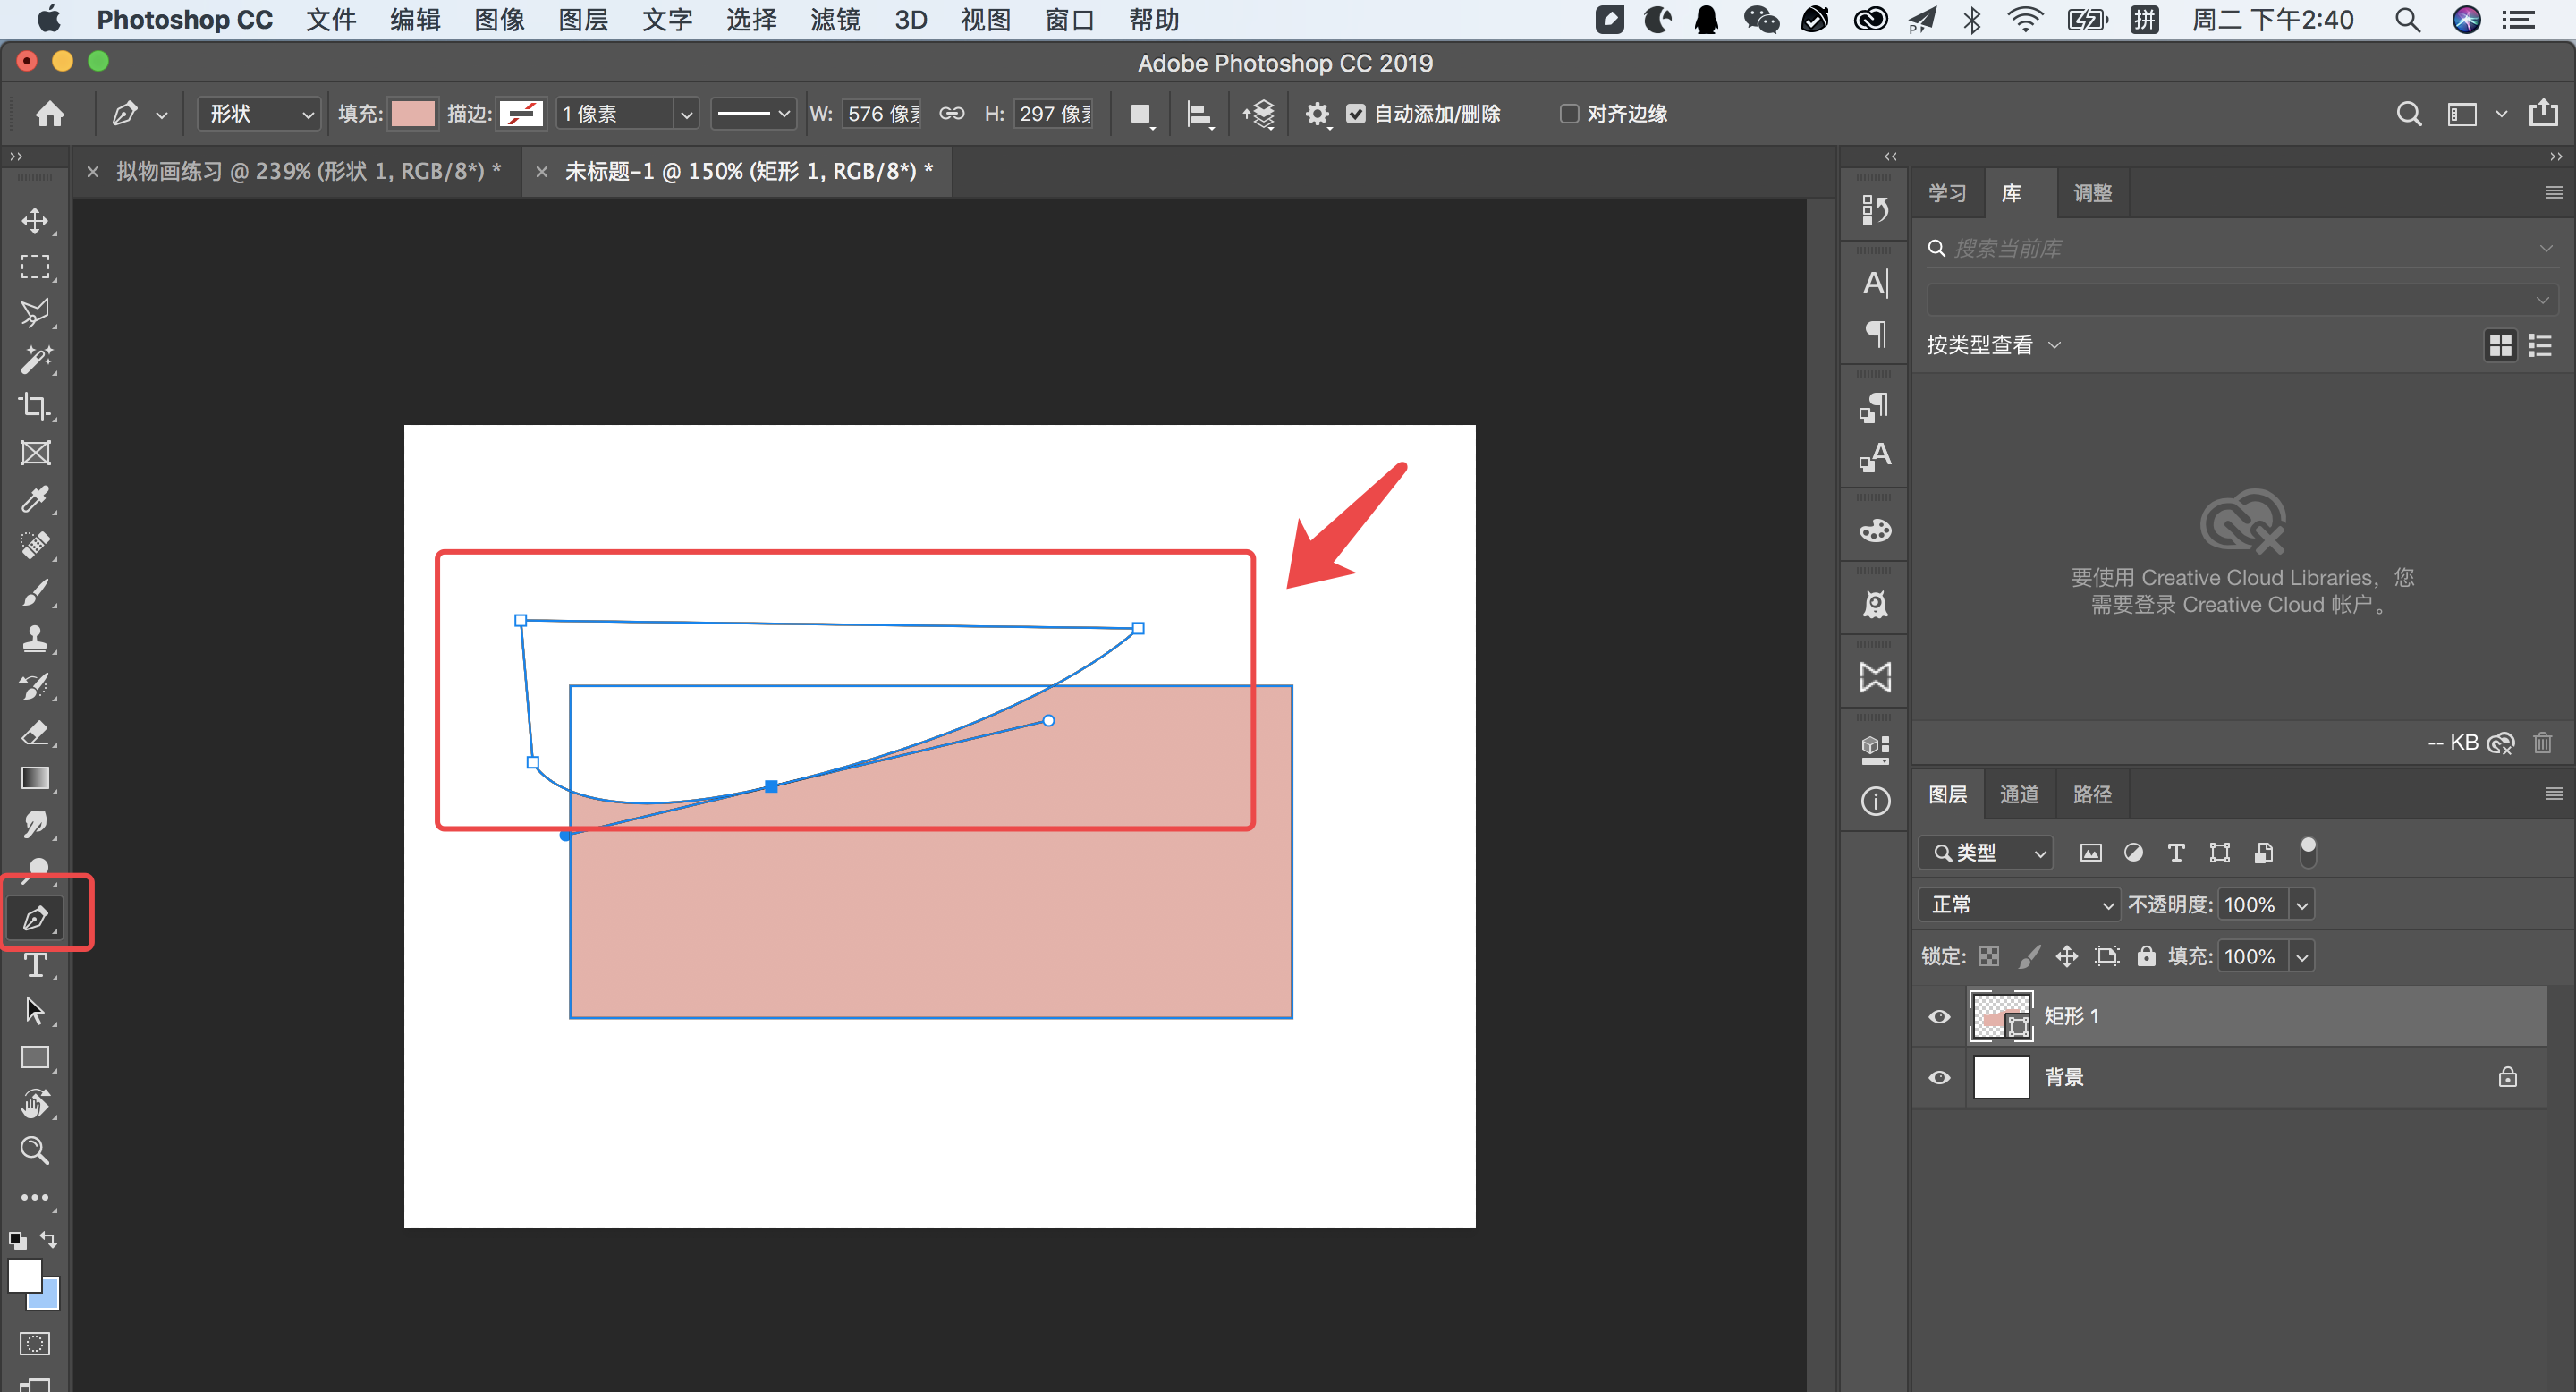 Photoshop CC 文件 编辑 图像 图层 文字 选择 滤镜 3D 视图 窗口 帮助 拼 周二 下午2:40
Adobe Photoshop CC 2019
形状 填充: 描边: 1 像素 W: 576 像 H: 297 像 自动添加/删除 对齐边缘
× 拟物画练习 @ 239% (形状 1, RGB/8*) * × 未标题-1 @ 150% (矩形 1, RGB/8*) *
学习 库 调整
搜索当前库
按类型查看
要使用 Creative Cloud Libraries，您
需要登录 Creative Cloud 帐户。
-- KB
图层 通道 路径
类型
正常 不透明度: 100%
锁定: 填充: 100%
矩形 1
背景